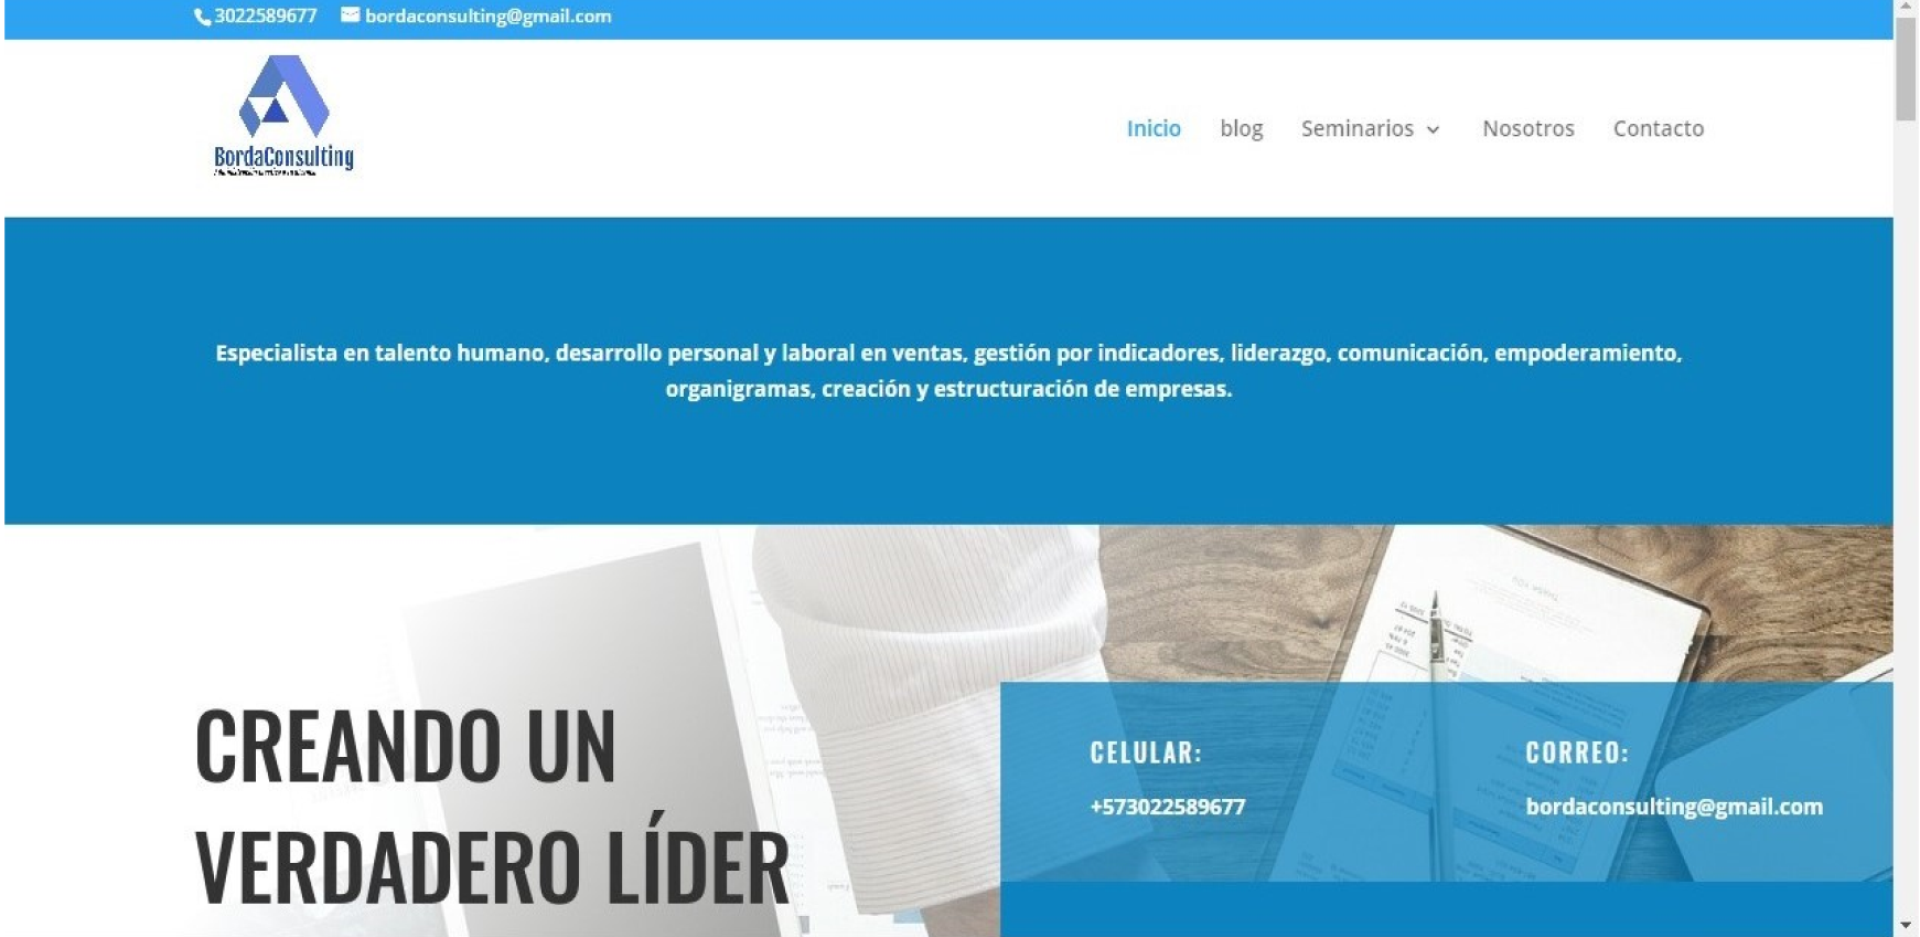 3022589677 bordaconsulting@gmail.com
BordaConsulting
Inicio blog Seminarios Nosotros Contacto
Especialista en talento humano, desarrollo personal y laboral en ventas, gestión por indicadores, liderazgo, comunicación, empoderamiento,
organigramas, creación y estructuración de empresas.
CREANDO UN
VERDADERO LÍDER
CELULAR: CORREO:
+573022589677 bordaconsulting@gmail.com